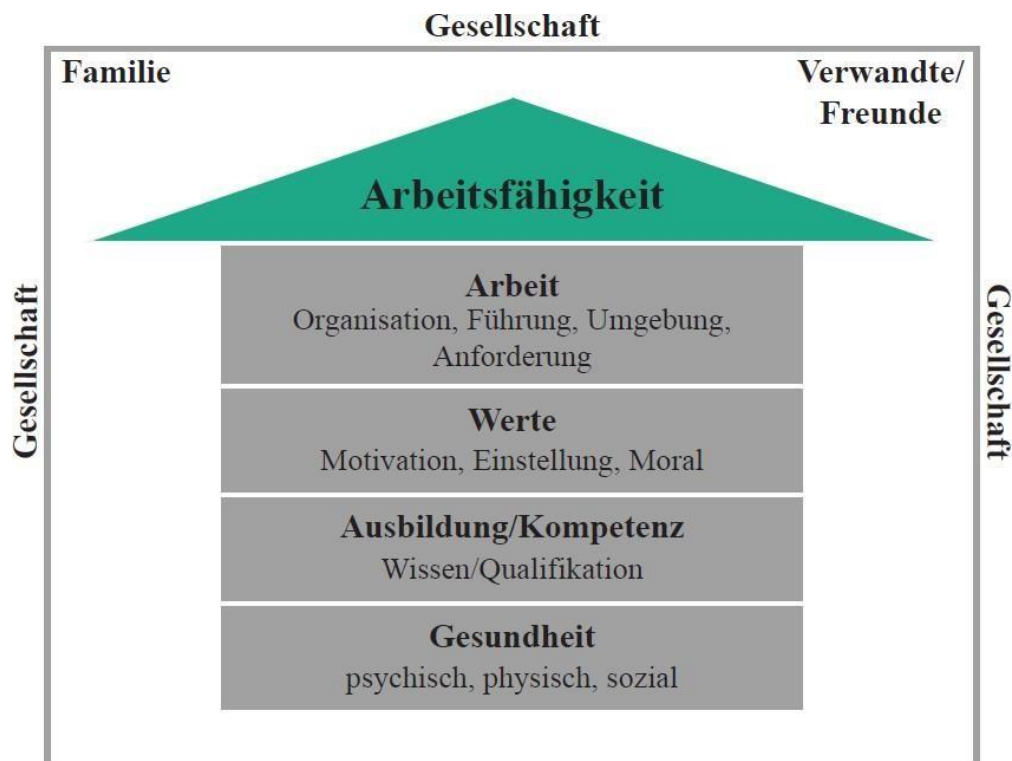 Gesellschaft
Familie
Verwandte/
Freunde
Arbeitsfähigkeit
Gesellschaft
Gesellschaft
Arbeit
Organisation, Führung, Umgebung,
Anforderung
Werte
Motivation, Einstellung, Moral
Ausbildung/Kompetenz
Wissen/Qualifikation
Gesundheit
psychisch, physisch, sozial